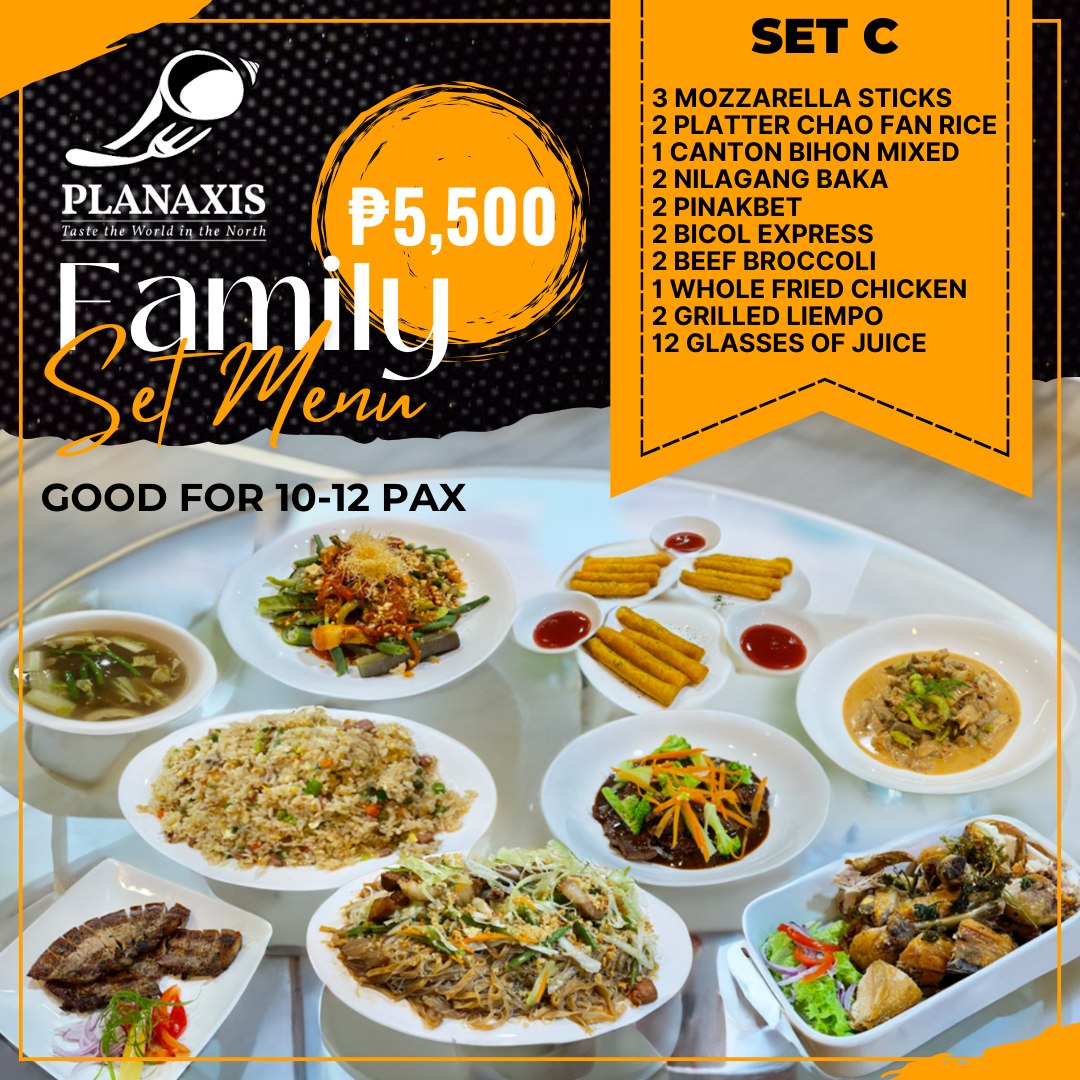 PLANAXIS
Taste the World in the North
₱5,500
Family
Set Menu
GOOD FOR 10-12 PAX
SET C
3 MOZZARELLA STICKS
2 PLATTER CHAO FAN RICE
1 CANTON BIHON MIXED
2 NILAGANG BAKA
2 PINAKBET
2 BICOL EXPRESS
2 BEEF BROCCOLI
1 WHOLE FRIED CHICKEN
2 GRILLED LIEMPO
12 GLASSES OF JUICE